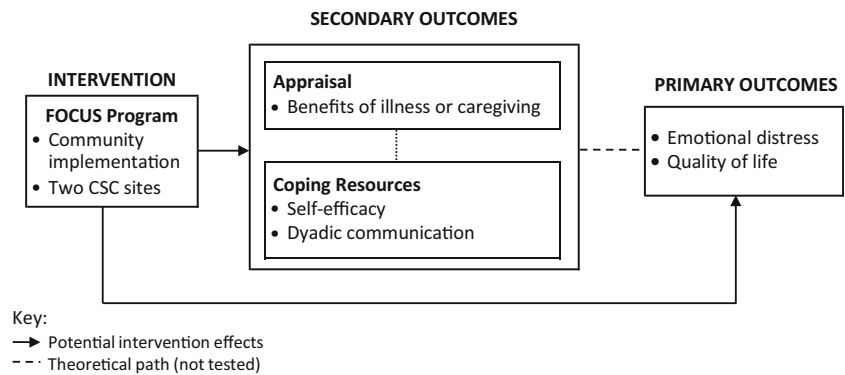 SECONDARY OUTCOMES
INTERVENTION
FOCUS Program
• Community
implementation
• Two CSC sites
Appraisal
• Benefits of illness or caregiving
Coping Resources
• Self-efficacy
• Dyadic communication
PRIMARY OUTCOMES
• Emotional distress
• Quality of life
Key:
Potential intervention effects
Theoretical path (not tested)